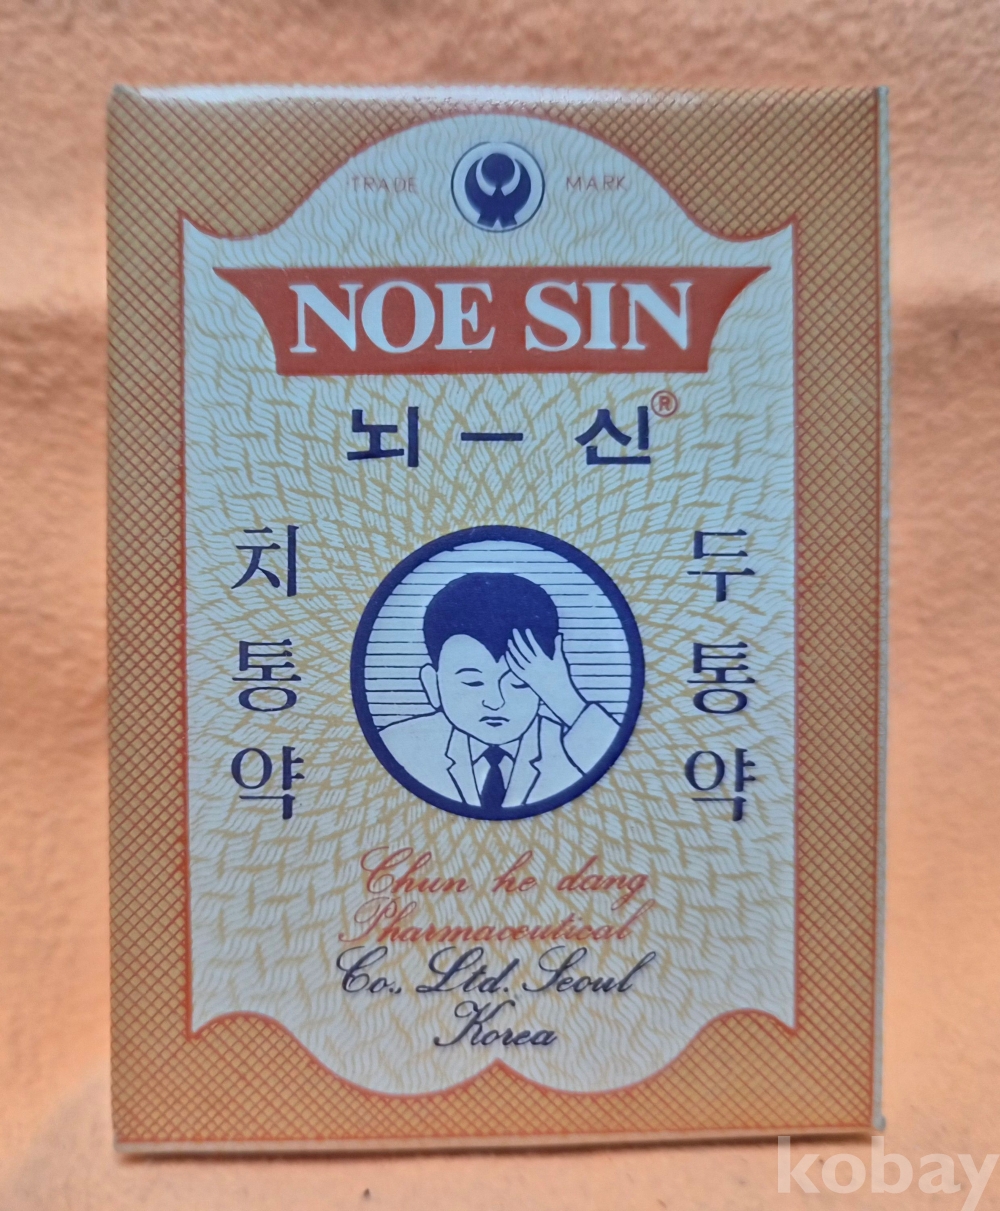 TRADE MARK
NOE SIN
뇌 — 신®
치통약
두통약
Chun he dang
Pharmaceutical
Co., Ltd. Seoul
Korea
kobay